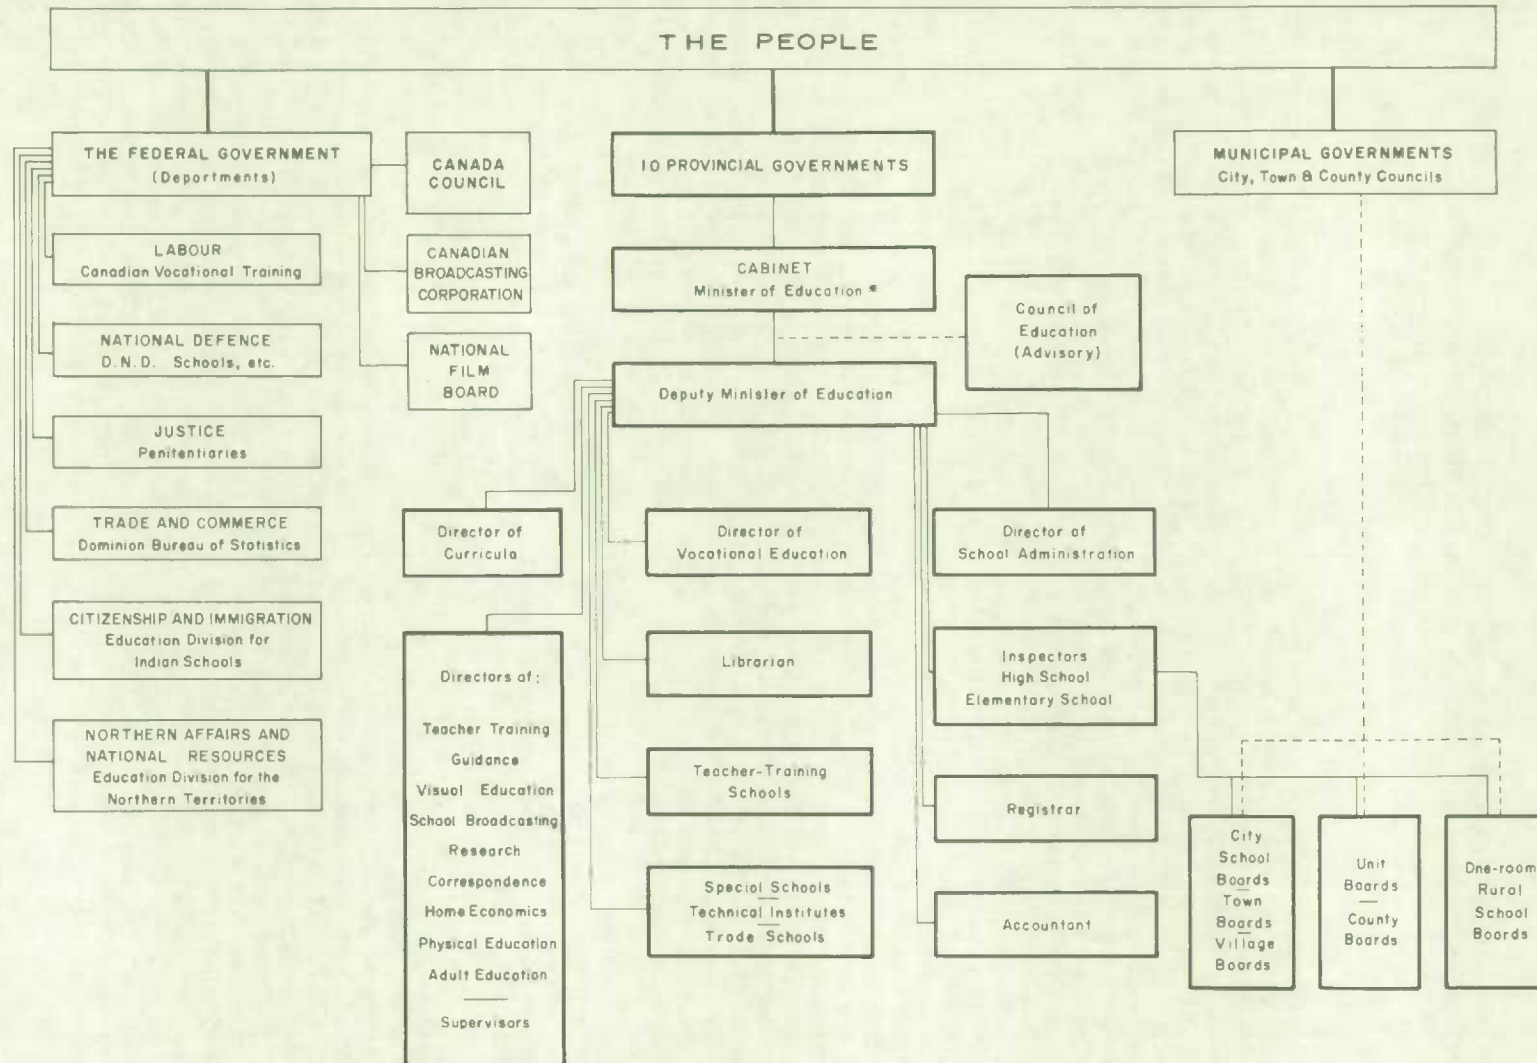 THE PEOPLE
THE FEDERAL GOVERNMENT
(Departments)
CANADA
COUNCIL
10 PROVINCIAL GOVERNMENTS
MUNICIPAL GOVERNMENTS
City, Town & County Councils
LABOUR
Canadian Vocational Training
CANADIAN
BROADCASTING
CORPORATION
CABINET
Minister of Education *
Council of
Education
(Advisory)
NATIONAL DEFENCE
D.N.D. Schools, etc.
NATIONAL
FILM
BOARD
Deputy Minister of Education
JUSTICE
Penitentiaries
TRADE AND COMMERCE
Dominion Bureau of Statistics
Director of
Curricula
Director of
Vocational Education
Director of
School Administration
CITIZENSHIP AND IMMIGRATION
Education Division for
Indian Schools
NORTHERN AFFAIRS AND
NATIONAL RESOURCES
Education Division for the
Northern Territories
Directors of:
Teacher Training
Guidance
Visual Education
School Broadcasting
Research
Correspondence
Home Economics
Physical Education
Adult Education
Supervisors
Librarian
Teacher-Training
Schools
Special Schools
Technical Institutes
Trade Schools
Inspectors
High School
Elementary School
Registrar
Accountant
City
School
Boards
Town
Boards
Village
Boards
Unit
Boards
County
Boards
One-room
Rural
School
Boards